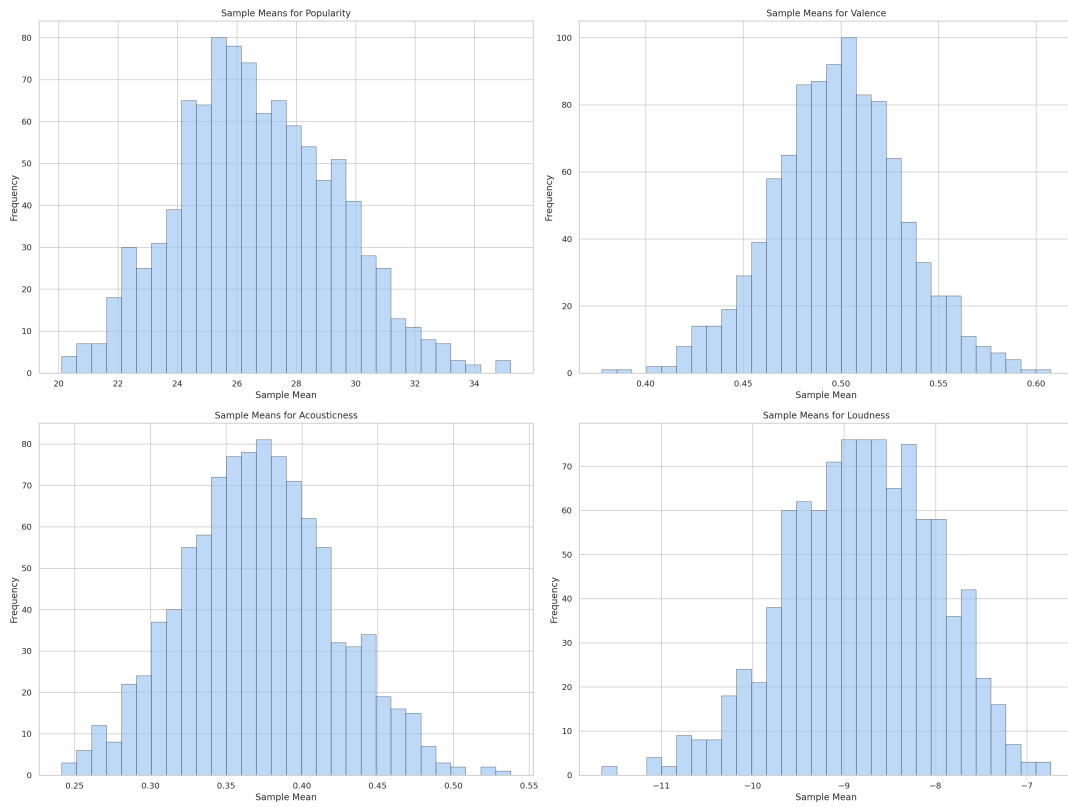 Sample Means for Popularity
Frequency
80
70
60
50
40
30
20
10
0
20 22 24 26 28 30 32 34
Sample Mean
Sample Means for Valence
Frequency
100
80
60
40
20
0
0.40 0.45 0.50 0.55 0.60
Sample Mean
Sample Means for Acousticness
Frequency
80
70
60
50
40
30
20
10
0
0.25 0.30 0.35 0.40 0.45 0.50 0.55
Sample Mean
Sample Means for Loudness
Frequency
70
60
50
40
30
20
10
0
−11 −10 −9 −8 −7
Sample Mean